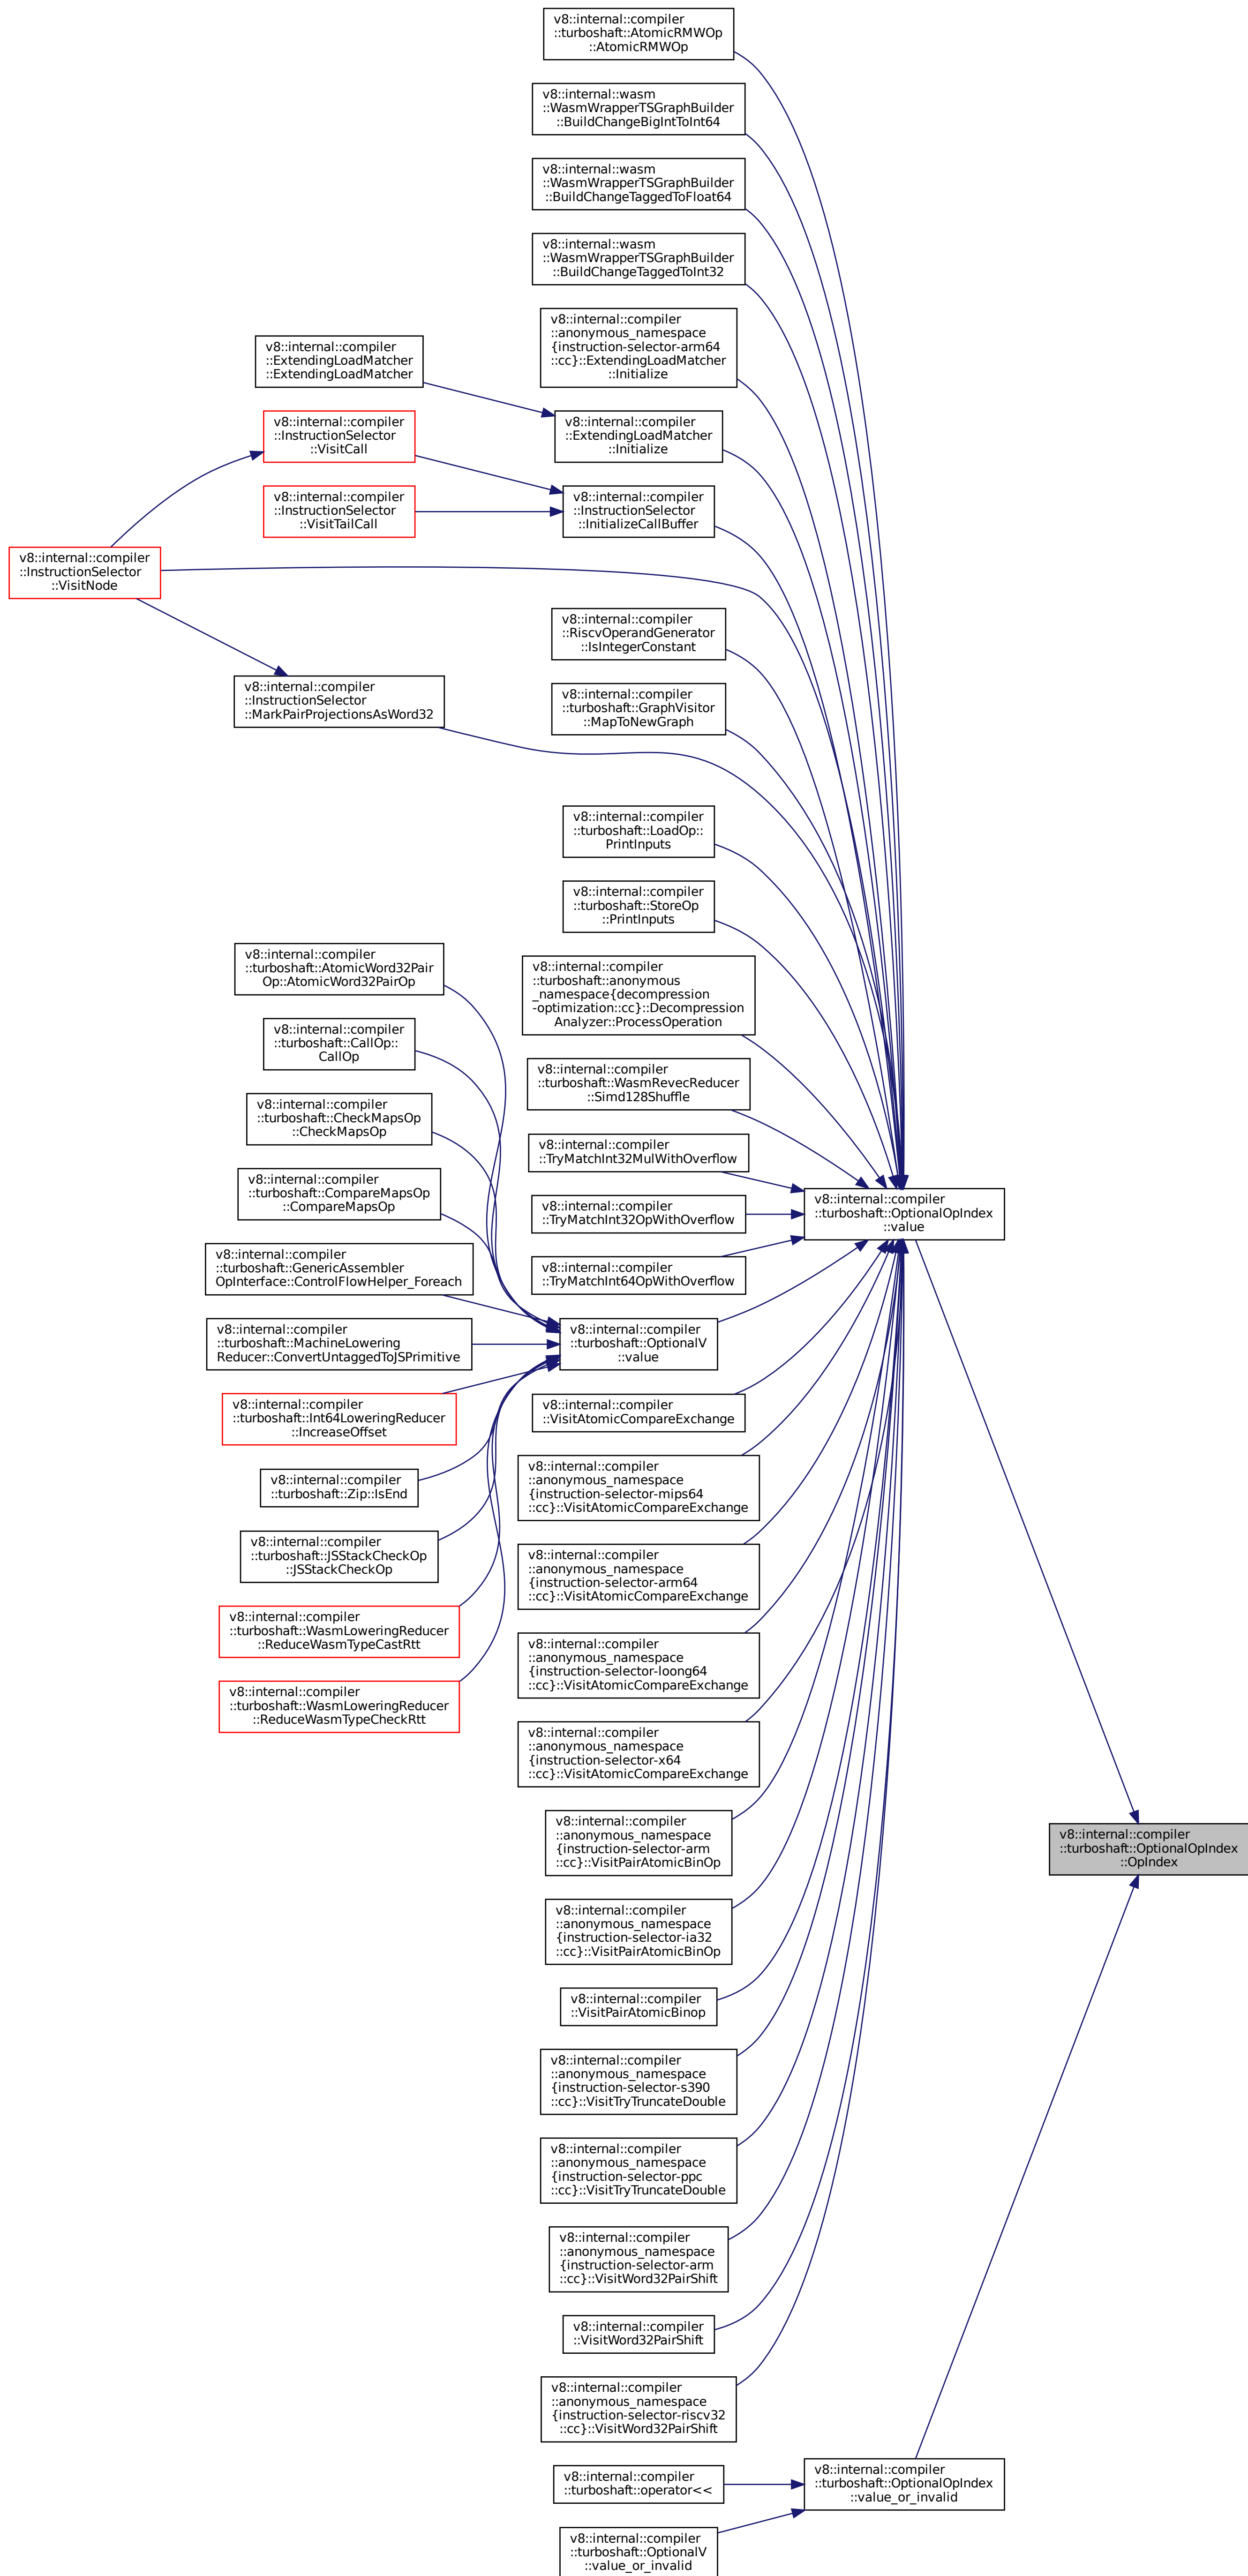 v8::internal::compiler
::turboshaft::AtomicRMWOp
::AtomicRMWOp
v8::internal::wasm
::WasmWrapperTSGraphBuilder
::BuildChangeBigIntToInt64
v8::internal::wasm
::WasmWrapperTSGraphBuilder
::BuildChangeTaggedToFloat64
v8::internal::wasm
::WasmWrapperTSGraphBuilder
::BuildChangeTaggedToInt32
v8::internal::compiler
::anonymous_namespace
{instruction-selector-arm64
::cc}::ExtendingLoadMatcher
::Initialize
v8::internal::compiler
::ExtendingLoadMatcher
::ExtendingLoadMatcher
v8::internal::compiler
::ExtendingLoadMatcher
::Initialize
v8::internal::compiler
::InstructionSelector
::VisitCall
v8::internal::compiler
::InstructionSelector
::InitializeCallBuffer
v8::internal::compiler
::InstructionSelector
::VisitTailCall
v8::internal::compiler
::InstructionSelector
::VisitNode
v8::internal::compiler
::RiscvOperandGenerator
::IsIntegerConstant
v8::internal::compiler
::InstructionSelector
::MarkPairProjectionsAsWord32
v8::internal::compiler
::turboshaft::GraphVisitor
::MapToNewGraph
v8::internal::compiler
::turboshaft::LoadOp::
PrintInputs
v8::internal::compiler
::turboshaft::StoreOp
::PrintInputs
v8::internal::compiler
::turboshaft::AtomicWord32Pair
Op::AtomicWord32PairOp
v8::internal::compiler
::turboshaft::anonymous
_namespace{decompression
-optimization::cc}::Decompression
Analyzer::ProcessOperation
v8::internal::compiler
::turboshaft::CallOp::
CallOp
v8::internal::compiler
::turboshaft::WasmRevecReducer
::Simd128Shuffle
v8::internal::compiler
::turboshaft::CheckMapsOp
::CheckMapsOp
v8::internal::compiler
::TryMatchInt32MulWithOverflow
v8::internal::compiler
::turboshaft::CompareMapsOp
::CompareMapsOp
v8::internal::compiler
::TryMatchInt32OpWithOverflow
v8::internal::compiler
::turboshaft::OptionalOpIndex
::value
v8::internal::compiler
::turboshaft::GenericAssembler
OpInterface::ControlFlowHelper_Foreach
v8::internal::compiler
::TryMatchInt64OpWithOverflow
v8::internal::compiler
::turboshaft::MachineLowering
Reducer::ConvertUntaggedToJSPrimitive
v8::internal::compiler
::turboshaft::OptionalV
::value
v8::internal::compiler
::turboshaft::Int64LoweringReducer
::IncreaseOffset
v8::internal::compiler
::VisitAtomicCompareExchange
v8::internal::compiler
::turboshaft::Zip::IsEnd
v8::internal::compiler
::anonymous_namespace
{instruction-selector-mips64
::cc}::VisitAtomicCompareExchange
v8::internal::compiler
::turboshaft::JSStackCheckOp
::JSStackCheckOp
v8::internal::compiler
::anonymous_namespace
{instruction-selector-arm64
::cc}::VisitAtomicCompareExchange
v8::internal::compiler
::turboshaft::WasmLoweringReducer
::ReduceWasmTypeCastRtt
v8::internal::compiler
::anonymous_namespace
{instruction-selector-loong64
::cc}::VisitAtomicCompareExchange
v8::internal::compiler
::turboshaft::WasmLoweringReducer
::ReduceWasmTypeCheckRtt
v8::internal::compiler
::anonymous_namespace
{instruction-selector-x64
::cc}::VisitAtomicCompareExchange
v8::internal::compiler
::anonymous_namespace
{instruction-selector-arm
::cc}::VisitPairAtomicBinOp
v8::internal::compiler
::turboshaft::OptionalOpIndex
::OpIndex
v8::internal::compiler
::anonymous_namespace
{instruction-selector-ia32
::cc}::VisitPairAtomicBinOp
v8::internal::compiler
::VisitPairAtomicBinop
v8::internal::compiler
::anonymous_namespace
{instruction-selector-s390
::cc}::VisitTryTruncateDouble
v8::internal::compiler
::anonymous_namespace
{instruction-selector-ppc
::cc}::VisitTryTruncateDouble
v8::internal::compiler
::anonymous_namespace
{instruction-selector-arm
::cc}::VisitWord32PairShift
v8::internal::compiler
::VisitWord32PairShift
v8::internal::compiler
::anonymous_namespace
{instruction-selector-riscv32
::cc}::VisitWord32PairShift
v8::internal::compiler
::turboshaft::OptionalOpIndex
::value_or_invalid
v8::internal::compiler
::turboshaft::operator<<
v8::internal::compiler
::turboshaft::OptionalV
::value_or_invalid